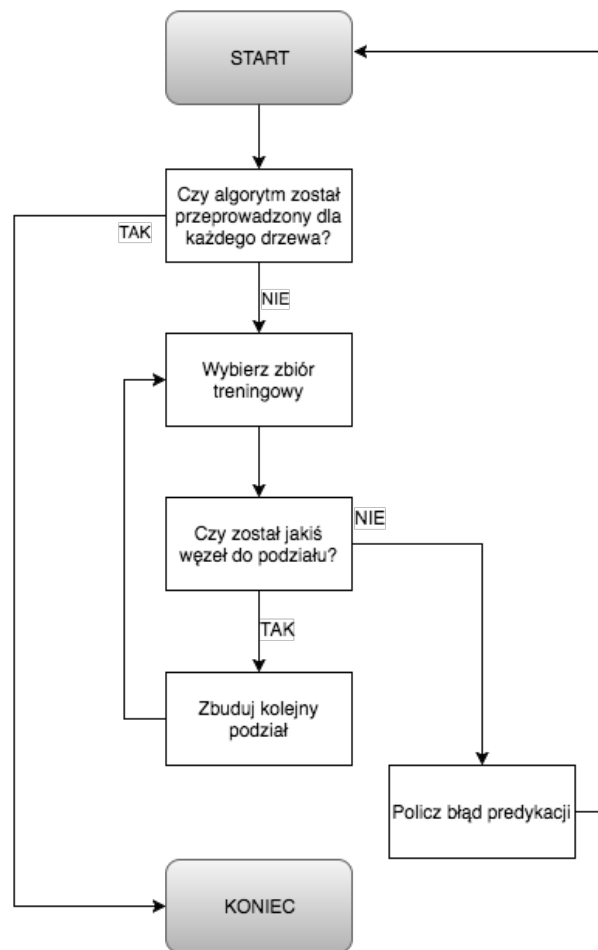 START
Czy algorytm został
przeprowadzony dla
każdego drzewa?
TAK
NIE
Wybierz zbiór
treningowy
Czy został jakiś
węzeł do podziału?
NIE
TAK
Zbuduj kolejny
podział
Policz błąd predykacji
KONIEC